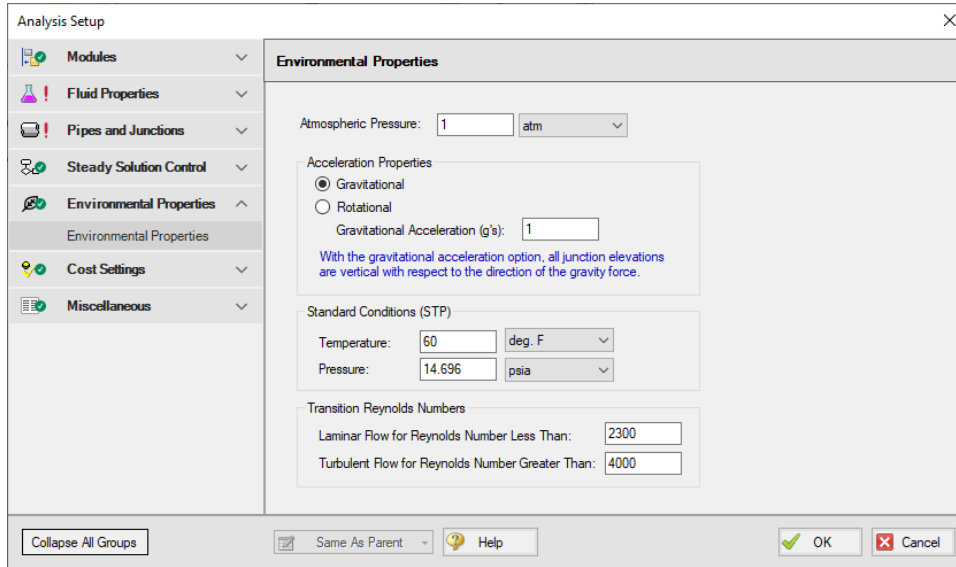 Analysis Setup
Modules
Fluid Properties
Pipes and Junctions
Steady Solution Control
Environmental Properties
Environmental Properties
Cost Settings
Miscellaneous
Collapse All Groups
Environmental Properties
Atmospheric Pressure: 1 atm
Acceleration Properties
Gravitational
Rotational
Gravitational Acceleration (g's): 1
With the gravitational acceleration option, all junction elevations
are vertical with respect to the direction of the gravity force.
Standard Conditions (STP)
Temperature: 60 deg. F
Pressure: 14.696 psia
Transition Reynolds Numbers
Laminar Flow for Reynolds Number Less Than: 2300
Turbulent Flow for Reynolds Number Greater Than: 4000
Same As Parent Help OK Cancel